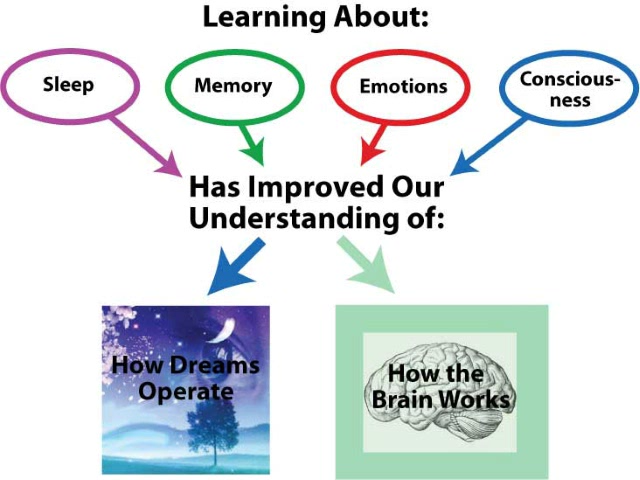 Learning About:
Sleep
Memory
Emotions
Conscious-
ness
Has Improved Our
Understanding of:
How Dreams
Operate
How the
Brain Works